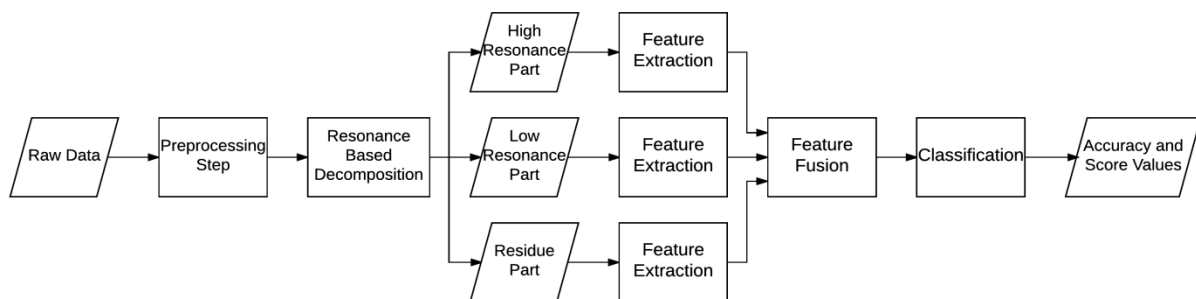 Raw Data
Preprocessing
Step
Resonance
Based
Decomposition
High
Resonance
Part
Feature
Extraction
Low
Resonance
Part
Feature
Extraction
Residue
Part
Feature
Extraction
Feature
Fusion
Classification
Accuracy and
Score Values